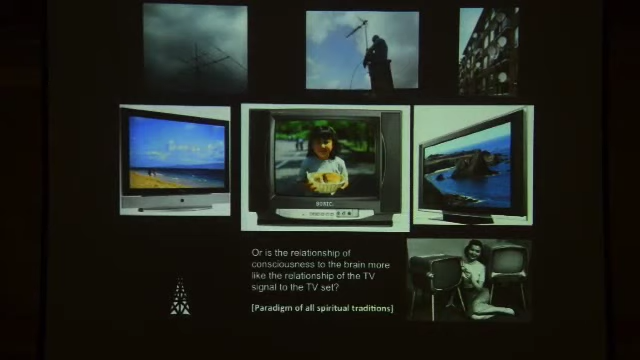 Or is the relationship of
consciousness to the brain more
like the relationship of the TV
signal to the TV set?
[Paradigm of all spiritual traditions]